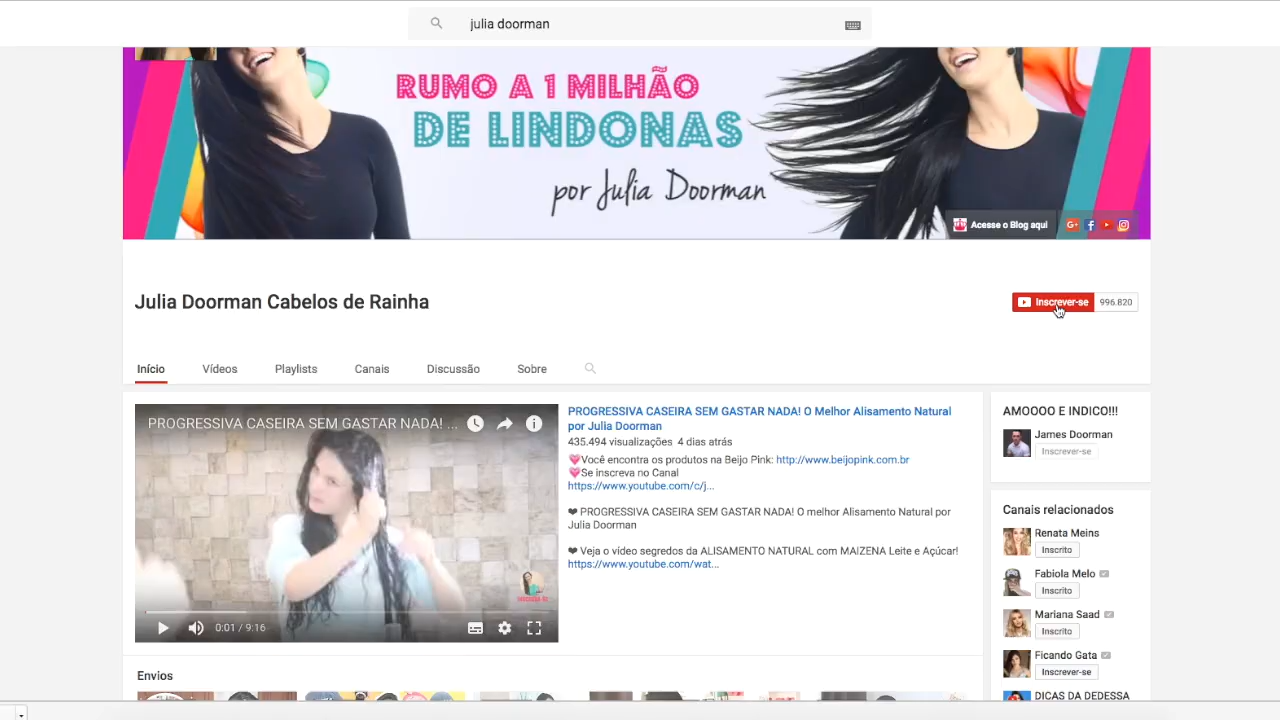 julia doorman
RUMO A 1 MILHÃO
DE LINDONAS
por Julia Doorman
Acesse o Blog aqui
Julia Doorman Cabelos de Rainha
Inscrever-se 996.820
Início Vídeos Playlists Canais Discussão Sobre
PROGRESSIVA CASEIRA SEM GASTAR NADA! ...
0:01 / 9:16
PROGRESSIVA CASEIRA SEM GASTAR NADA! O Melhor Alisamento Natural
por Julia Doorman
435.494 visualizações 4 dias atrás
💗Você encontra os produtos na Beijo Pink: http://www.beijopink.com.br
💗Se inscreva no Canal
https://www.youtube.com/c/j...
❤ PROGRESSIVA CASEIRA SEM GASTAR NADA! O melhor Alisamento Natural por
Julia Doorman
❤ Veja o vídeo segredos da ALISAMENTO NATURAL com MAIZENA Leite e Açúcar!
https://www.youtube.com/wat...
AMOOOO E INDICO!!!
James Doorman
Inscrever-se
Canais relacionados
Renata Meins
Inscrito
Fabiola Melo
Inscrito
Mariana Saad
Inscrito
Ficando Gata
Inscrever-se
DICAS DA DEDESSA
Envios